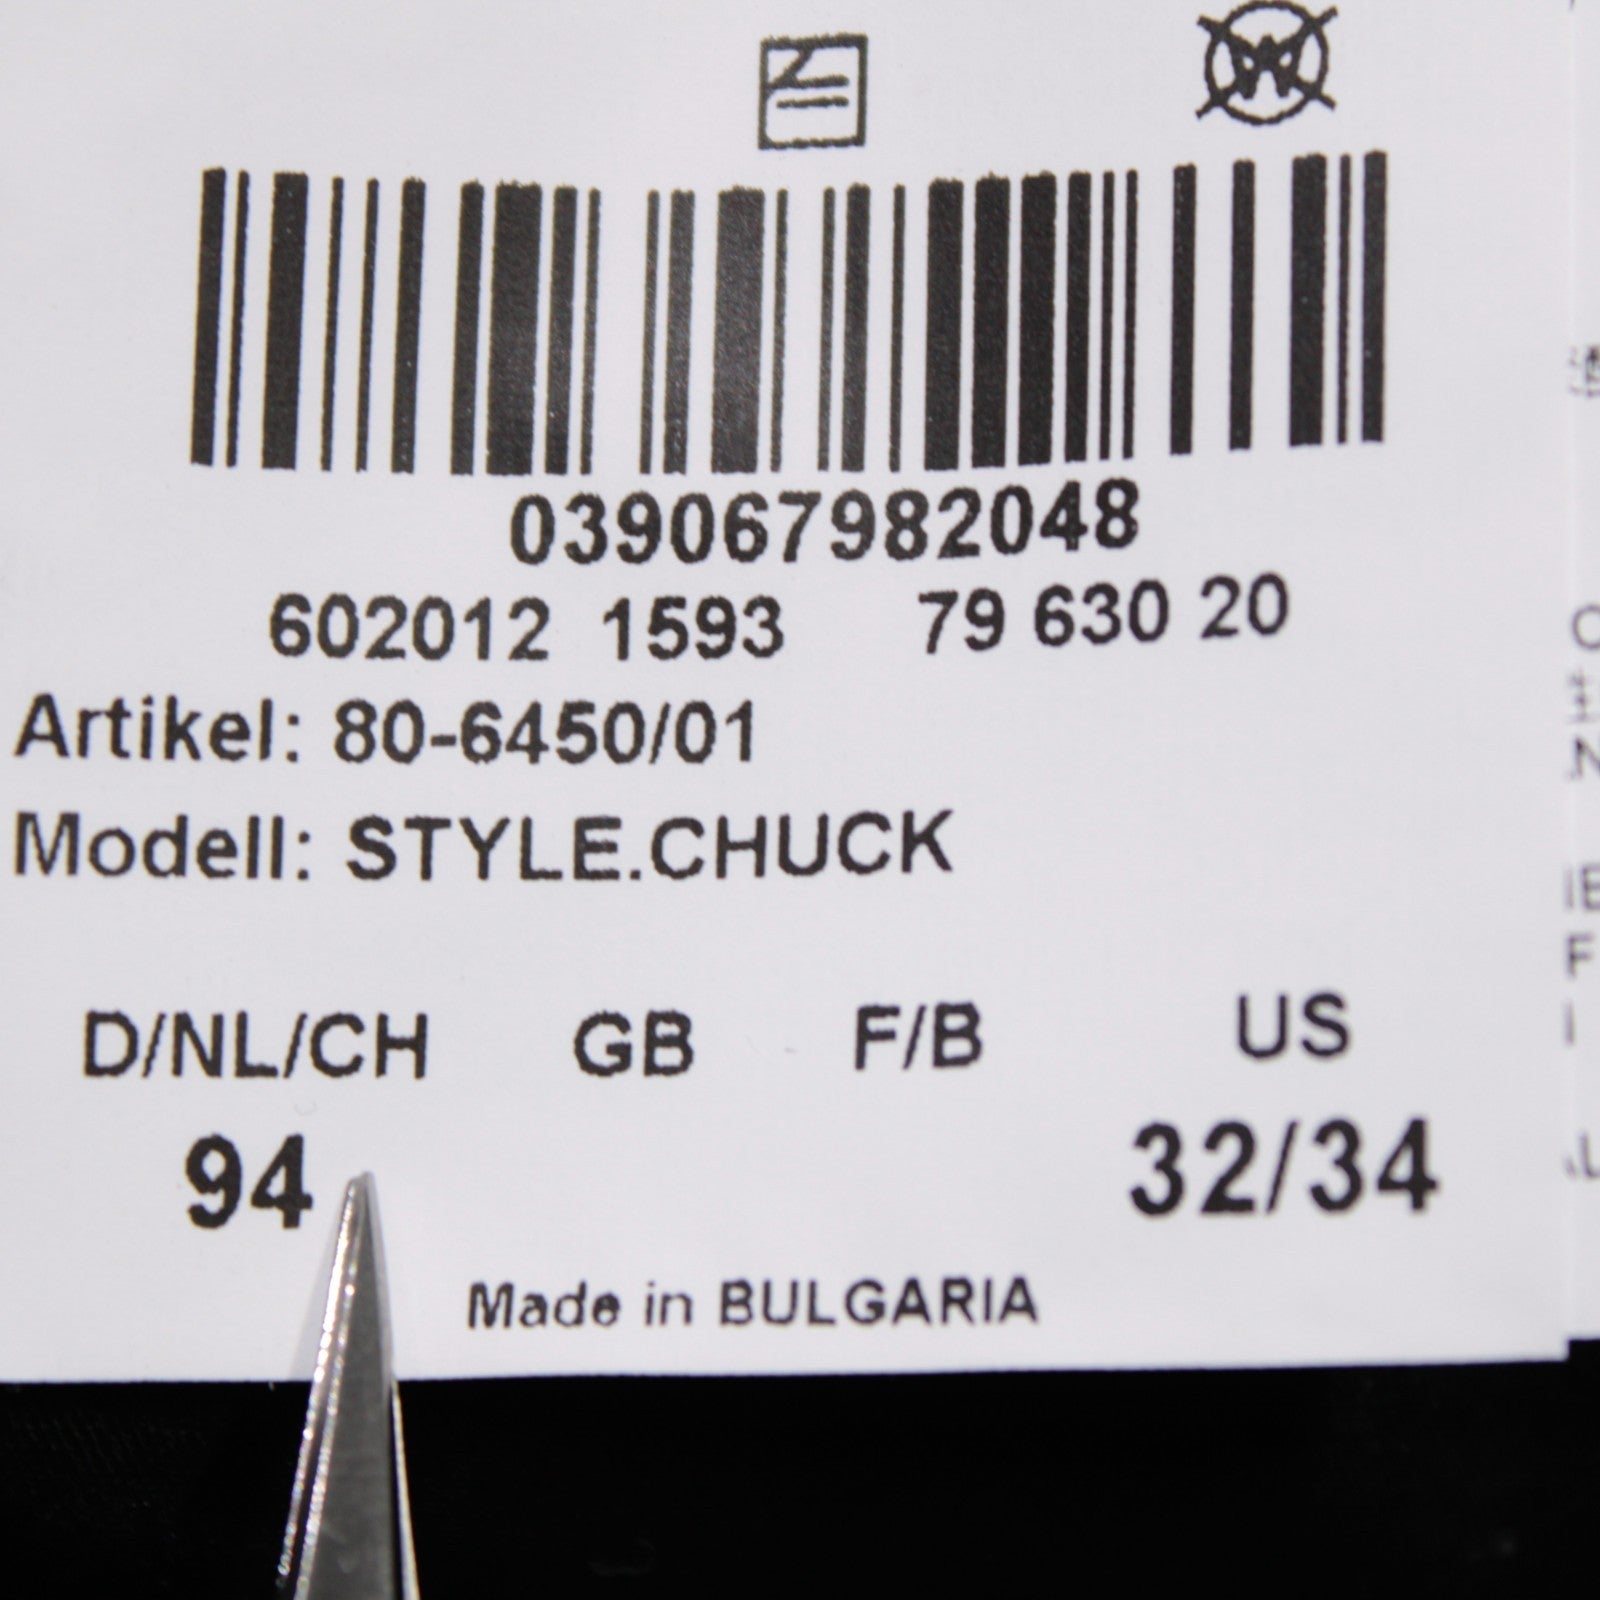 039067982048
602012 1593 79 630 20
Artikel: 80-6450/01
Modell: STYLE.CHUCK
D/NL/CH GB F/B US
94 32/34
Made in BULGARIA